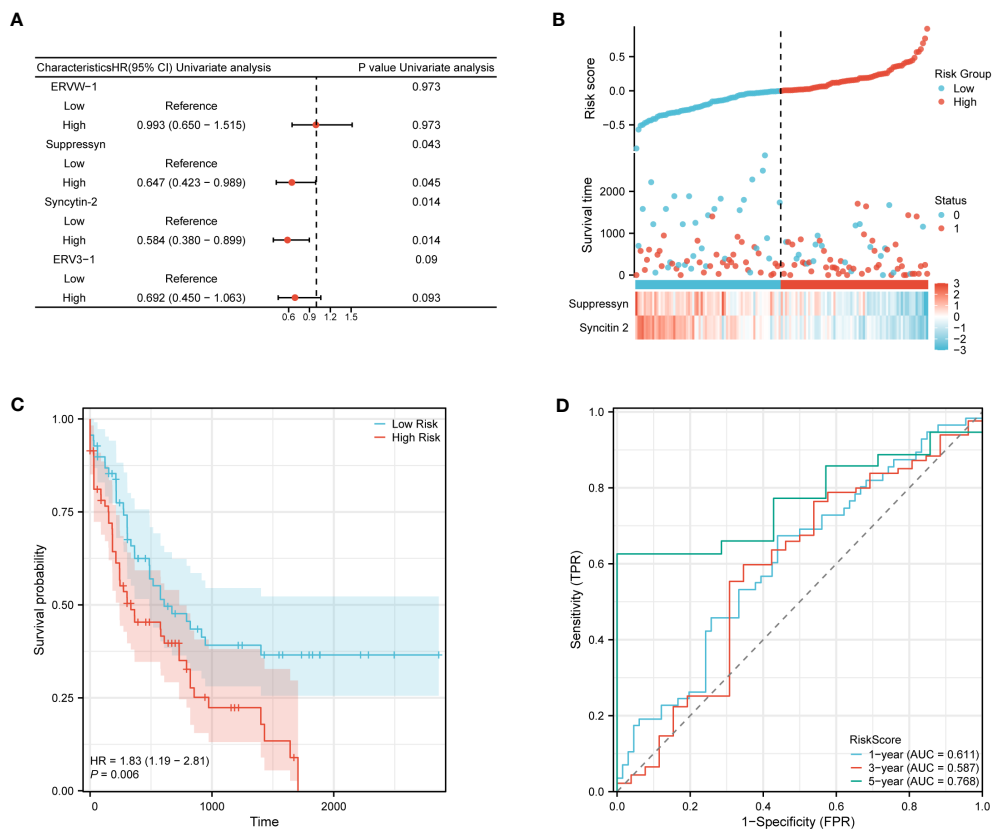 A
CharacteristicsHR(95% CI) Univariate analysis P value Univariate analysis
ERVW−1 0.973
Low Reference
High 0.993 (0.650 − 1.515) 0.973
Suppressyn 0.043
Low Reference
High 0.647 (0.423 − 0.989) 0.045
Syncytin-2 0.014
Low Reference
High 0.584 (0.380 − 0.899) 0.014
ERV3−1 0.09
Low Reference
High 0.692 (0.450 − 1.063) 0.093
0.6 0.9 1.2 1.5
B
Risk score
0.5
0.0
−0.5
Risk Group
Low
High
Survival time
2000
1000
0
Status
0
1
Suppressyn
Syncitin 2
3
2
1
0
−1
−2
−3
C
Survival probability
1.00
0.75
0.50
0.25
0.00
Low Risk
High Risk
HR = 1.83 (1.19 − 2.81)
P = 0.006
0 1000 2000
Time
D
Sensitivity (TPR)
1.0
0.8
0.6
0.4
0.2
0.0
RiskScore
1-year (AUC = 0.611)
3-year (AUC = 0.587)
5-year (AUC = 0.768)
0.0 0.2 0.4 0.6 0.8 1.0
1-Specificity (FPR)